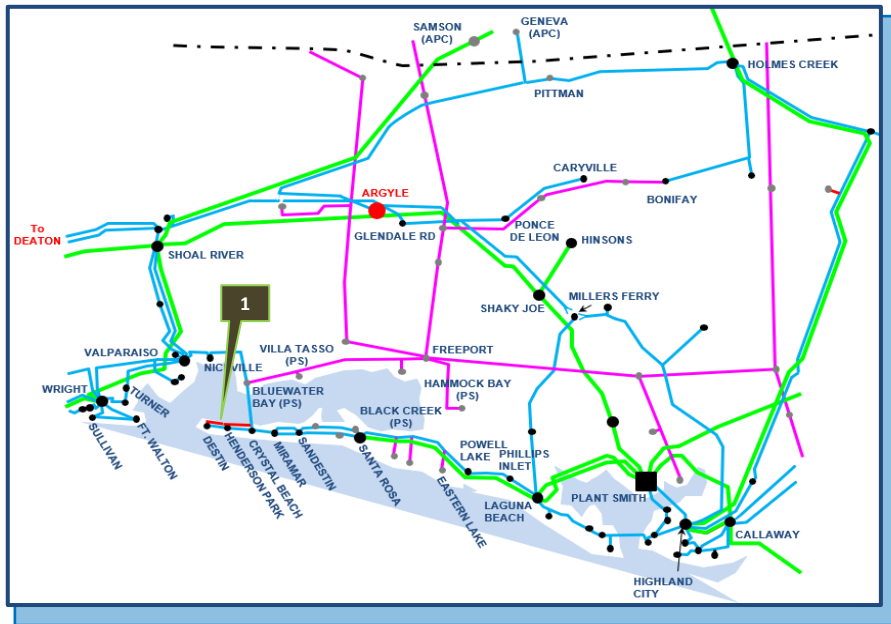 SAMSON
(APC)
GENEVA
(APC)
HOLMES CREEK
PITTMAN
CARYVILLE
ARGYLE
BONIFAY
To
DEATON
GLENDALE RD
PONCE
DE LEON
HINSONS
SHOAL RIVER
SHAKY JOE
MILLERS FERRY
1
VALPARAISO
VILLA TASSO
(PS)
FREEPORT
WRIGHT
TURNER
BLUEWATER
BAY (PS)
HAMMOCK BAY
(PS)
BLACK CREEK
(PS)
SULLIVAN
FT. WALTON
DESTIN
HENDERSON PARK
CRYSTAL BEACH
MIRAMAR
SANDESTIN
SANTA ROSA
EASTERN LAKE
POWELL
LAKE
PHILLIPS
INLET
LAGUNA
BEACH
PLANT SMITH
CALLAWAY
HIGHLAND
CITY